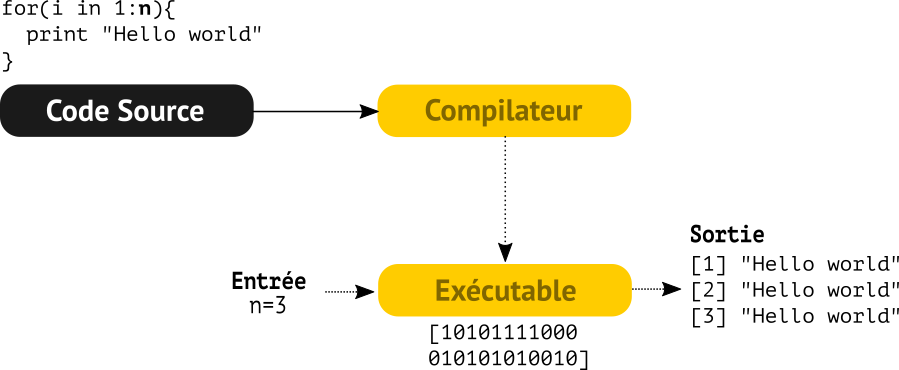 for(i in 1:n){
  print "Hello world"
}
Code Source
Compilateur
Entrée
n=3
Exécutable
[10101111000
010101010010]
Sortie
[1] "Hello world"
[2] "Hello world"
[3] "Hello world"